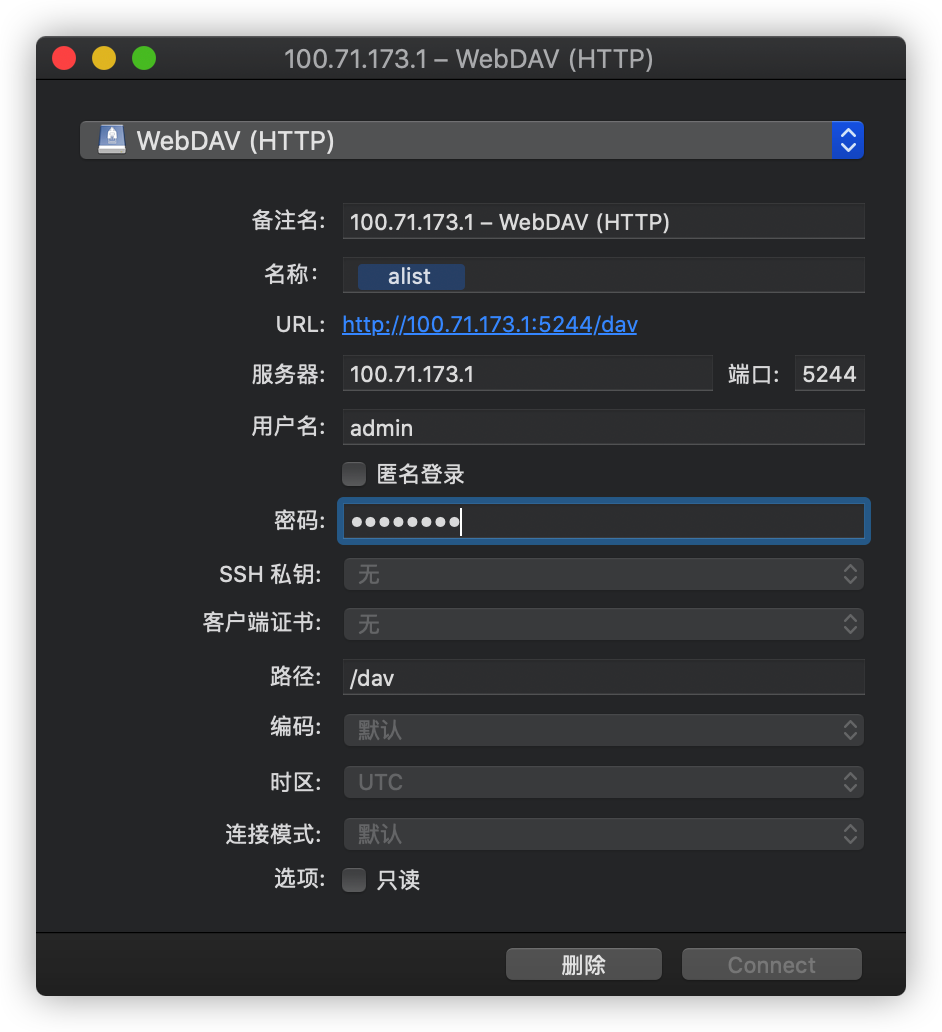 100.71.173.1 – WebDAV (HTTP)
WebDAV (HTTP)
备注名: 100.71.173.1 – WebDAV (HTTP)
名称: alist
URL: http://100.71.173.1:5244/dav
服务器: 100.71.173.1 端口: 5244
用户名: admin
匿名登录
密码: ●●●●●●●●
SSH 私钥: 无
客户端证书: 无
路径: /dav
编码: 默认
时区: UTC
连接模式: 默认
选项: 只读
删除 Connect